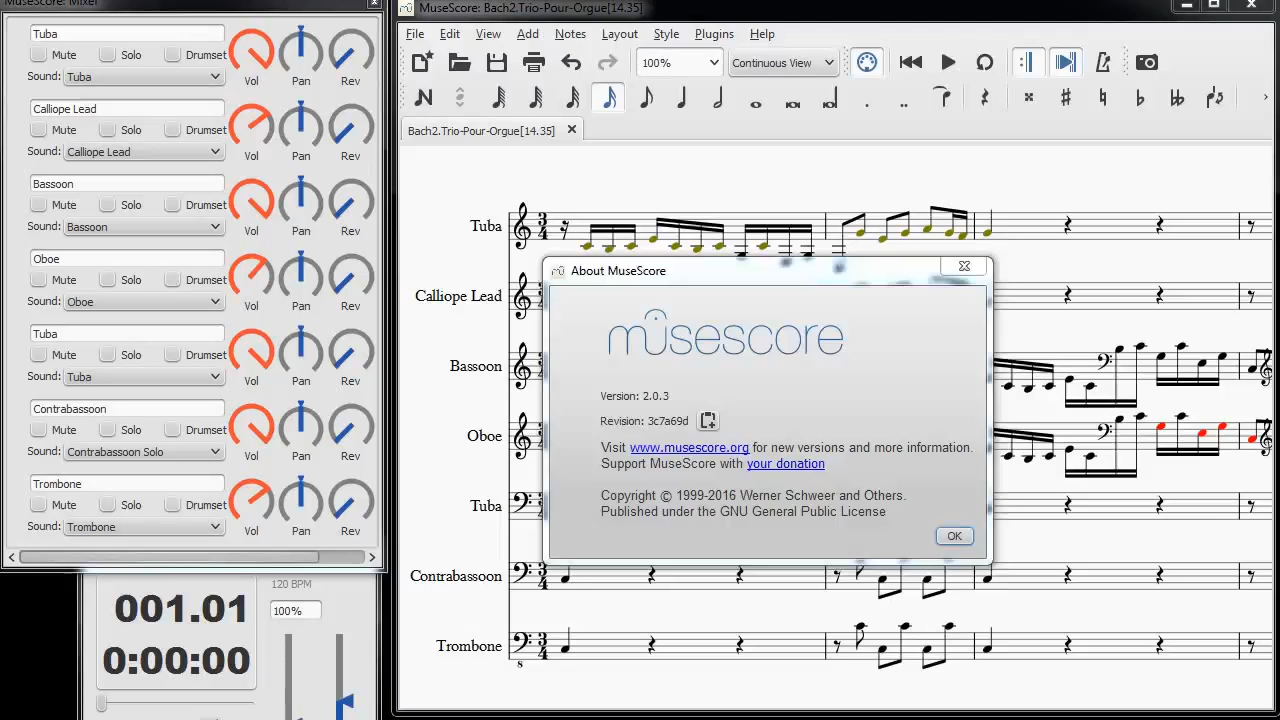 MuseScore: Mixer
Tuba
Mute Solo Drumset
Sound: Tuba
Vol Pan Rev
Calliope Lead
Mute Solo Drumset
Sound: Calliope Lead
Vol Pan Rev
Bassoon
Mute Solo Drumset
Sound: Bassoon
Vol Pan Rev
Oboe
Mute Solo Drumset
Sound: Oboe
Vol Pan Rev
Tuba
Mute Solo Drumset
Sound: Tuba
Vol Pan Rev
Contrabassoon
Mute Solo Drumset
Sound: Contrabassoon Solo
Vol Pan Rev
Trombone
Mute Solo Drumset
Sound: Trombone
Vol Pan Rev
120 BPM
001.01
100%
0:00:00
MuseScore: Bach2.Trio-Pour-Orgue[14.35]
File Edit View Add Notes Layout Style Plugins Help
100% Continuous View
Bach2.Trio-Pour-Orgue[14.35]
Tuba
Calliope Lead
Bassoon
Oboe
Tuba
Contrabassoon
Trombone
3
4
3
4
3
4
8
About MuseScore
musescore
Version: 2.0.3
Revision: 3c7a69d
Visit www.musescore.org for new versions and more information.
Support MuseScore with your donation
Copyright © 1999-2016 Werner Schweer and Others.
Published under the GNU General Public License
OK